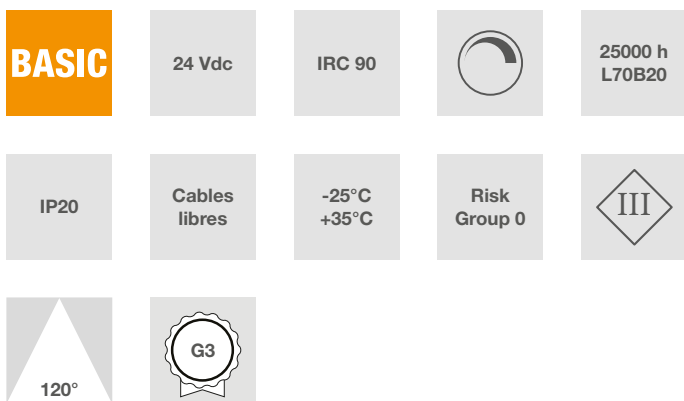 BASIC
24 Vdc
IRC 90
25000 h
L70B20
IP20
Cables
libres
-25°C
+35°C
Risk
Group 0
III
120°
G3